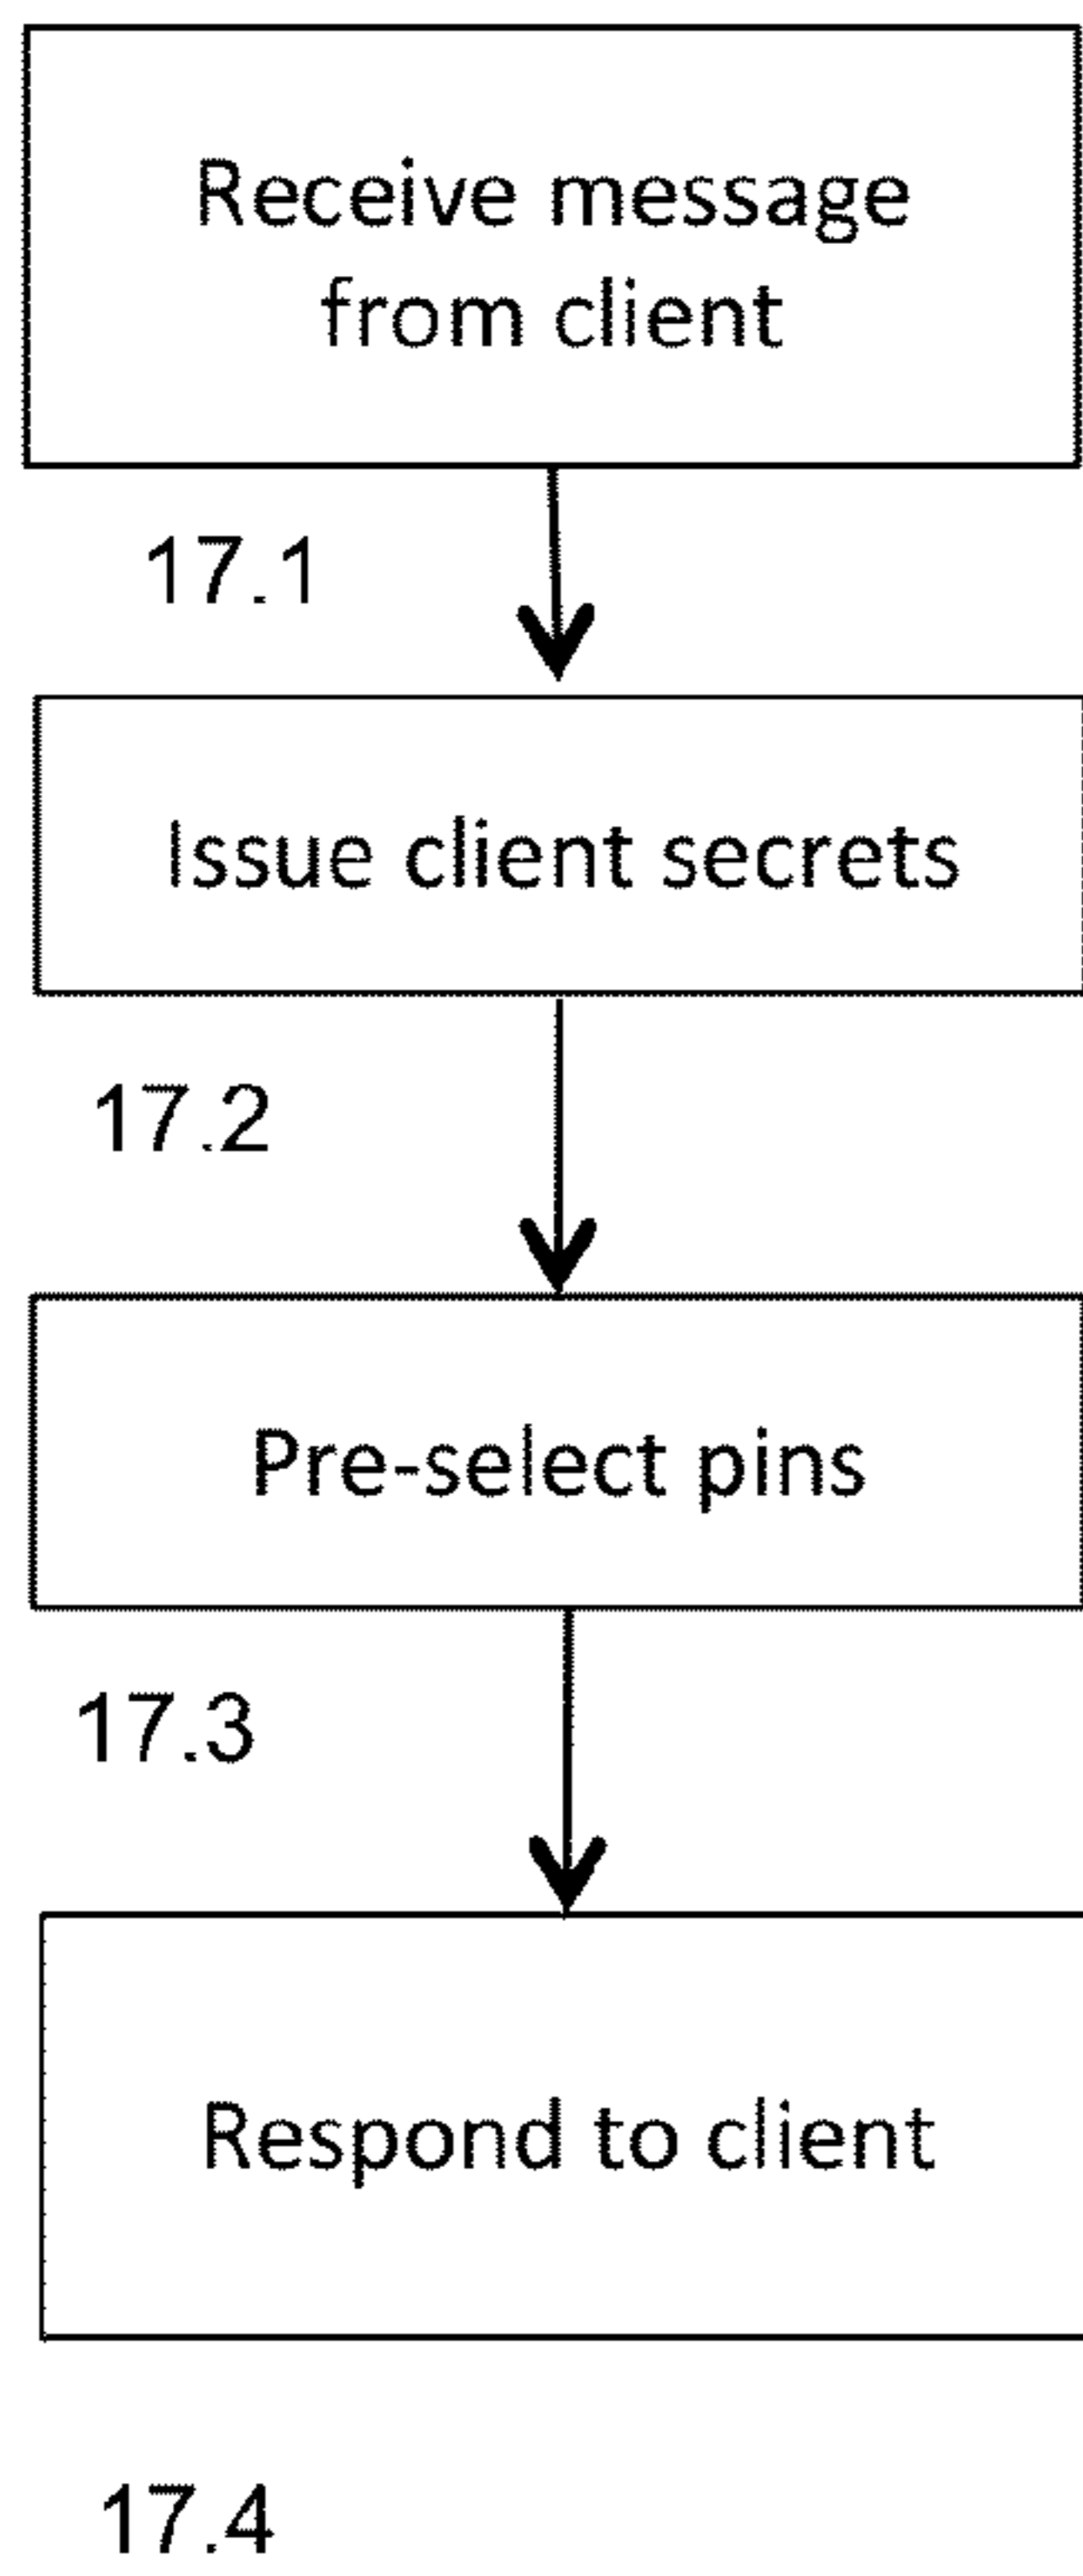 Receive message
from client
17.1
Issue client secrets
17.2
Pre-select pins
17.3
Respond to client
17.4